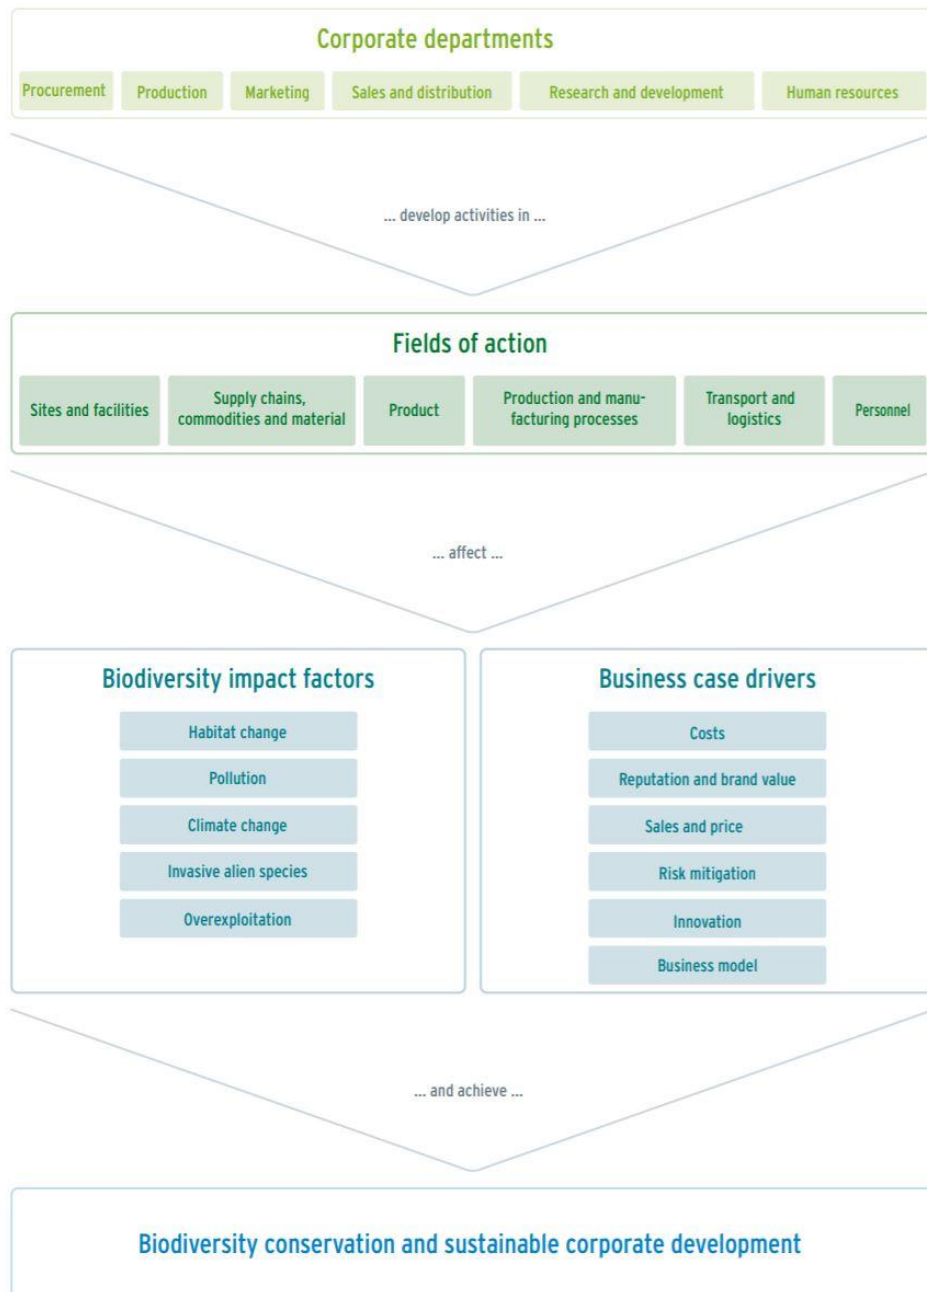 Corporate departments
Procurement
Production
Marketing
Sales and distribution
Research and development
Human resources
... develop activities in ...
Fields of action
Sites and facilities
Supply chains,
commodities and material
Product
Production and manu-
facturing processes
Transport and
logistics
Personnel
... affect ...
Biodiversity impact factors
Habitat change
Pollution
Climate change
Invasive alien species
Overexploitation
Business case drivers
Costs
Reputation and brand value
Sales and price
Risk mitigation
Innovation
Business model
... and achieve ...
Biodiversity conservation and sustainable corporate development